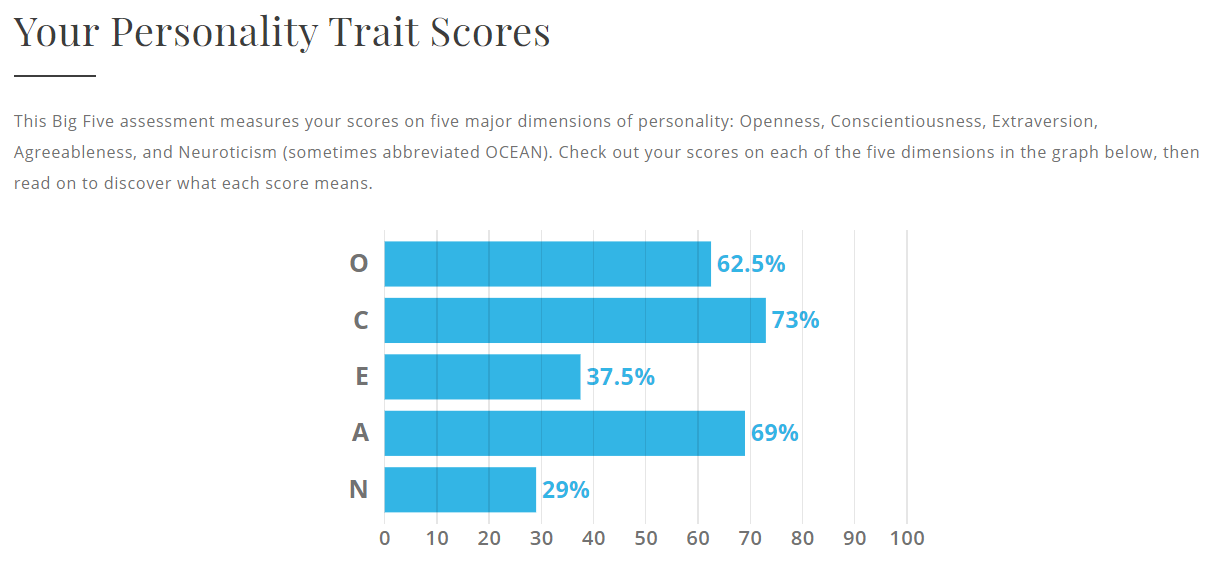 Your Personality Trait Scores
This Big Five assessment measures your scores on five major dimensions of personality: Openness, Conscientiousness, Extraversion,
Agreeableness, and Neuroticism (sometimes abbreviated OCEAN). Check out your scores on each of the five dimensions in the graph below, then
read on to discover what each score means.
O 62.5%
C 73%
E 37.5%
A 69%
N 29%
0 10 20 30 40 50 60 70 80 90 100